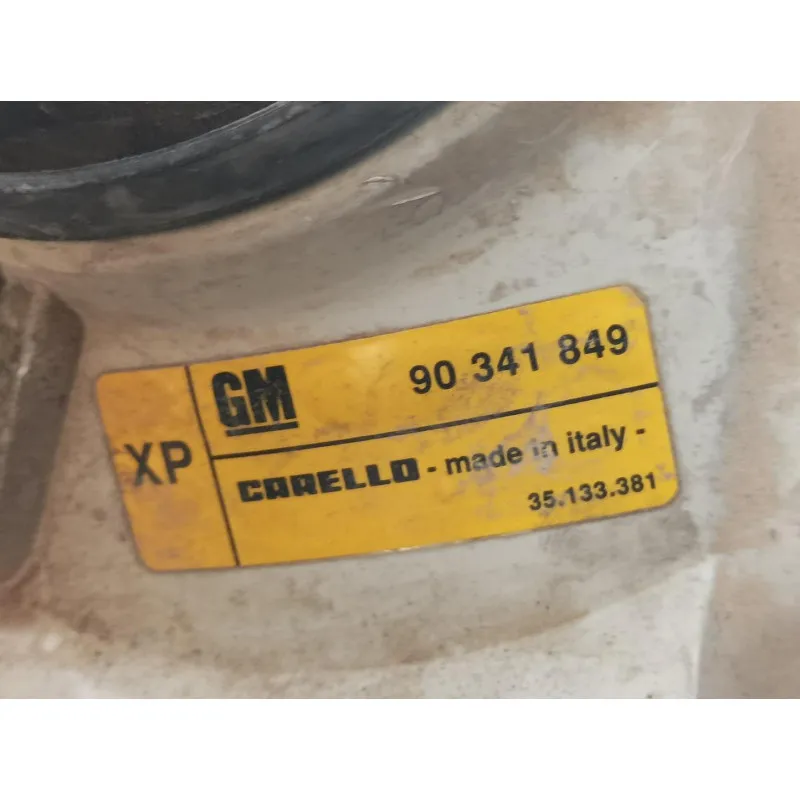 XP
GM 90 341 849
CARELLO - made in italy -
35.133.381